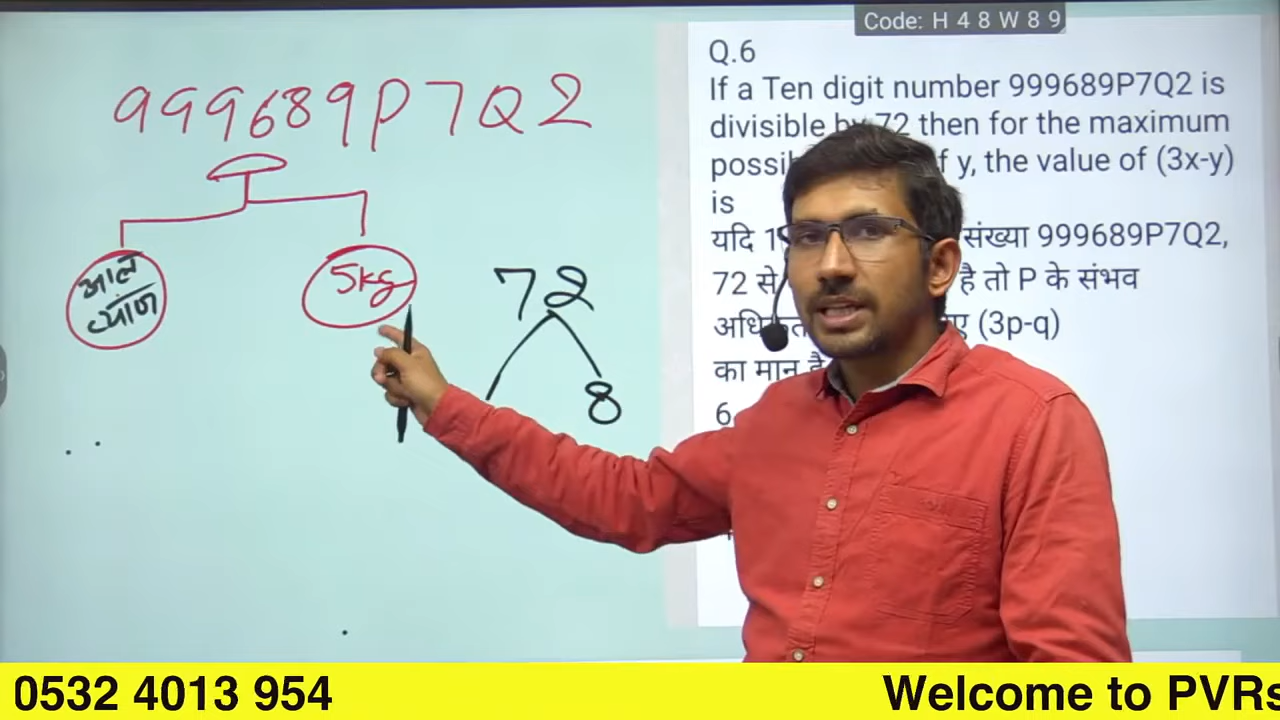 Code: H 4 8 W 8 9
999689P7Q2
आले
प्याज
5kg
72
8
Q.6
If a Ten digit number 999689P7Q2 is
divisible by 72 then for the maximum
possib f y, the value of (3x-y)
is
यदि संख्या 999689P7Q2,
72 से है तो P के संभव
(3p-q)
का मान है
6
0532 4013 954
Welcome to PVRs